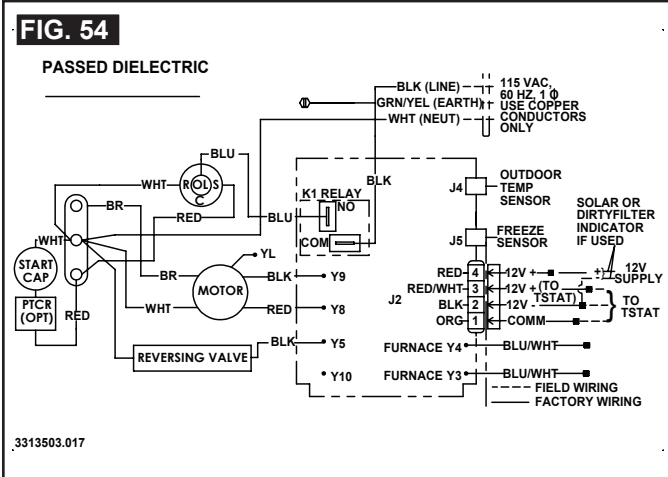 FIG. 54
PASSED DIELECTRIC
BLK (LINE)
GRN/YEL (EARTH)
WHT (NEUT)
115 VAC,
60 HZ, 1 ϕ
USE COPPER
CONDUCTORS
ONLY
BLU
BLK
WHT
R OL S
C
RED
BLU
K1 RELAY
NO
COM
J4
OUTDOOR
TEMP
SENSOR
J5
FREEZE
SENSOR
SOLAR OR
DIRTYFILTER
INDICATOR
IF USED
BR
WHT
START
CAP
PTCR
(OPT)
RED
BR
WHT
MOTOR
YL
BLK
Y9
RED
Y8
BLK
Y5
REVERSING VALVE
Y10
J2
RED 4 12V + +) 12V
SUPPLY
RED/WHT 3 12V + (TO
TSTAT)
BLK 2 12V -
ORG 1 COMM
TO
TSTAT
FURNACE Y4 BLU/WHT
FURNACE Y3 BLU/WHT
FIELD WIRING
FACTORY WIRING
3313503.017